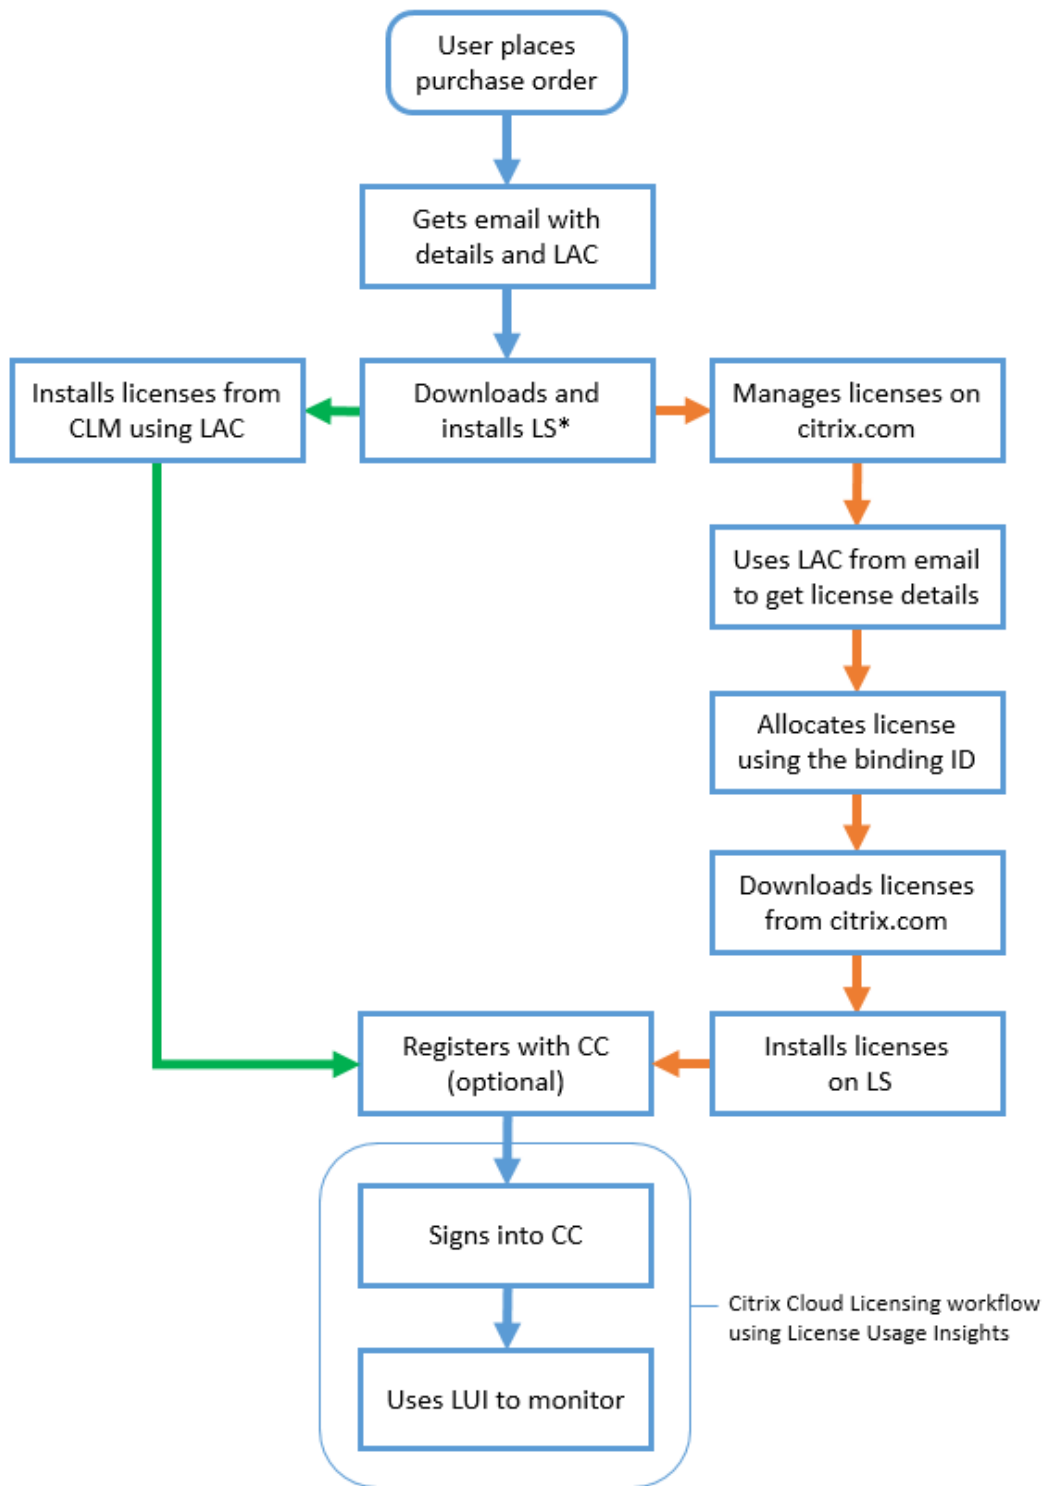 User places
purchase order
Gets email with
details and LAC
Installs licenses from
CLM using LAC
Downloads and
installs LS*
Manages licenses on
citrix.com
Uses LAC from email
to get license details
Allocates license
using the binding ID
Downloads licenses
from citrix.com
Registers with CC
(optional)
Installs licenses
on LS
Signs into CC
Citrix Cloud Licensing workflow
using License Usage Insights
Uses LUI to monitor